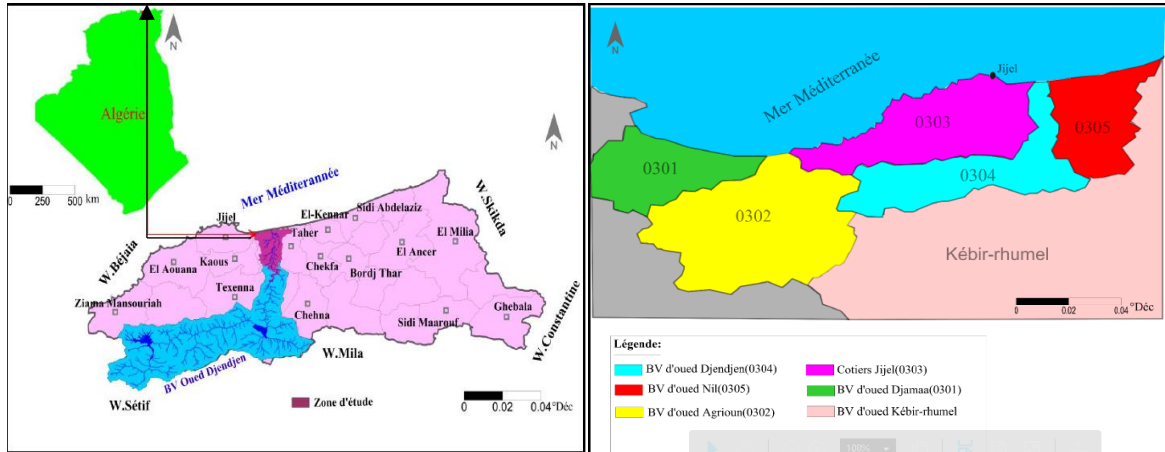 N
Algérie
0 250 500 km
N
Mer Méditerannée
Jijel
El-Kennar
Sidi Abdelaziz
W.Skikda
Taher
El Milia
El Ancer
W.Béjaia
El Aouana
Kaous
Chekfa
Bordj Thar
Texenna
Ziama Mansouriah
Chehna
Sidi Maarouf
Ghebala
W.Constantine
BV Oued Djendjen
W.Mila
W.Sétif
Zone d'étude
0 0.02 0.04 °Déc
N
Mer Méditerranée
Jijel
0303
0305
0301
0304
0302
Kébir-rhumel
0 0.02 0.04 °Déc
Légende:
BV d'oued Djendjen(0304)
Cotiers Jijel(0303)
BV d'oued Nil(0305)
BV d'oued Djamaa(0301)
BV d'oued Agrioun(0302)
BV d'oued Kébir-rhumel
108%